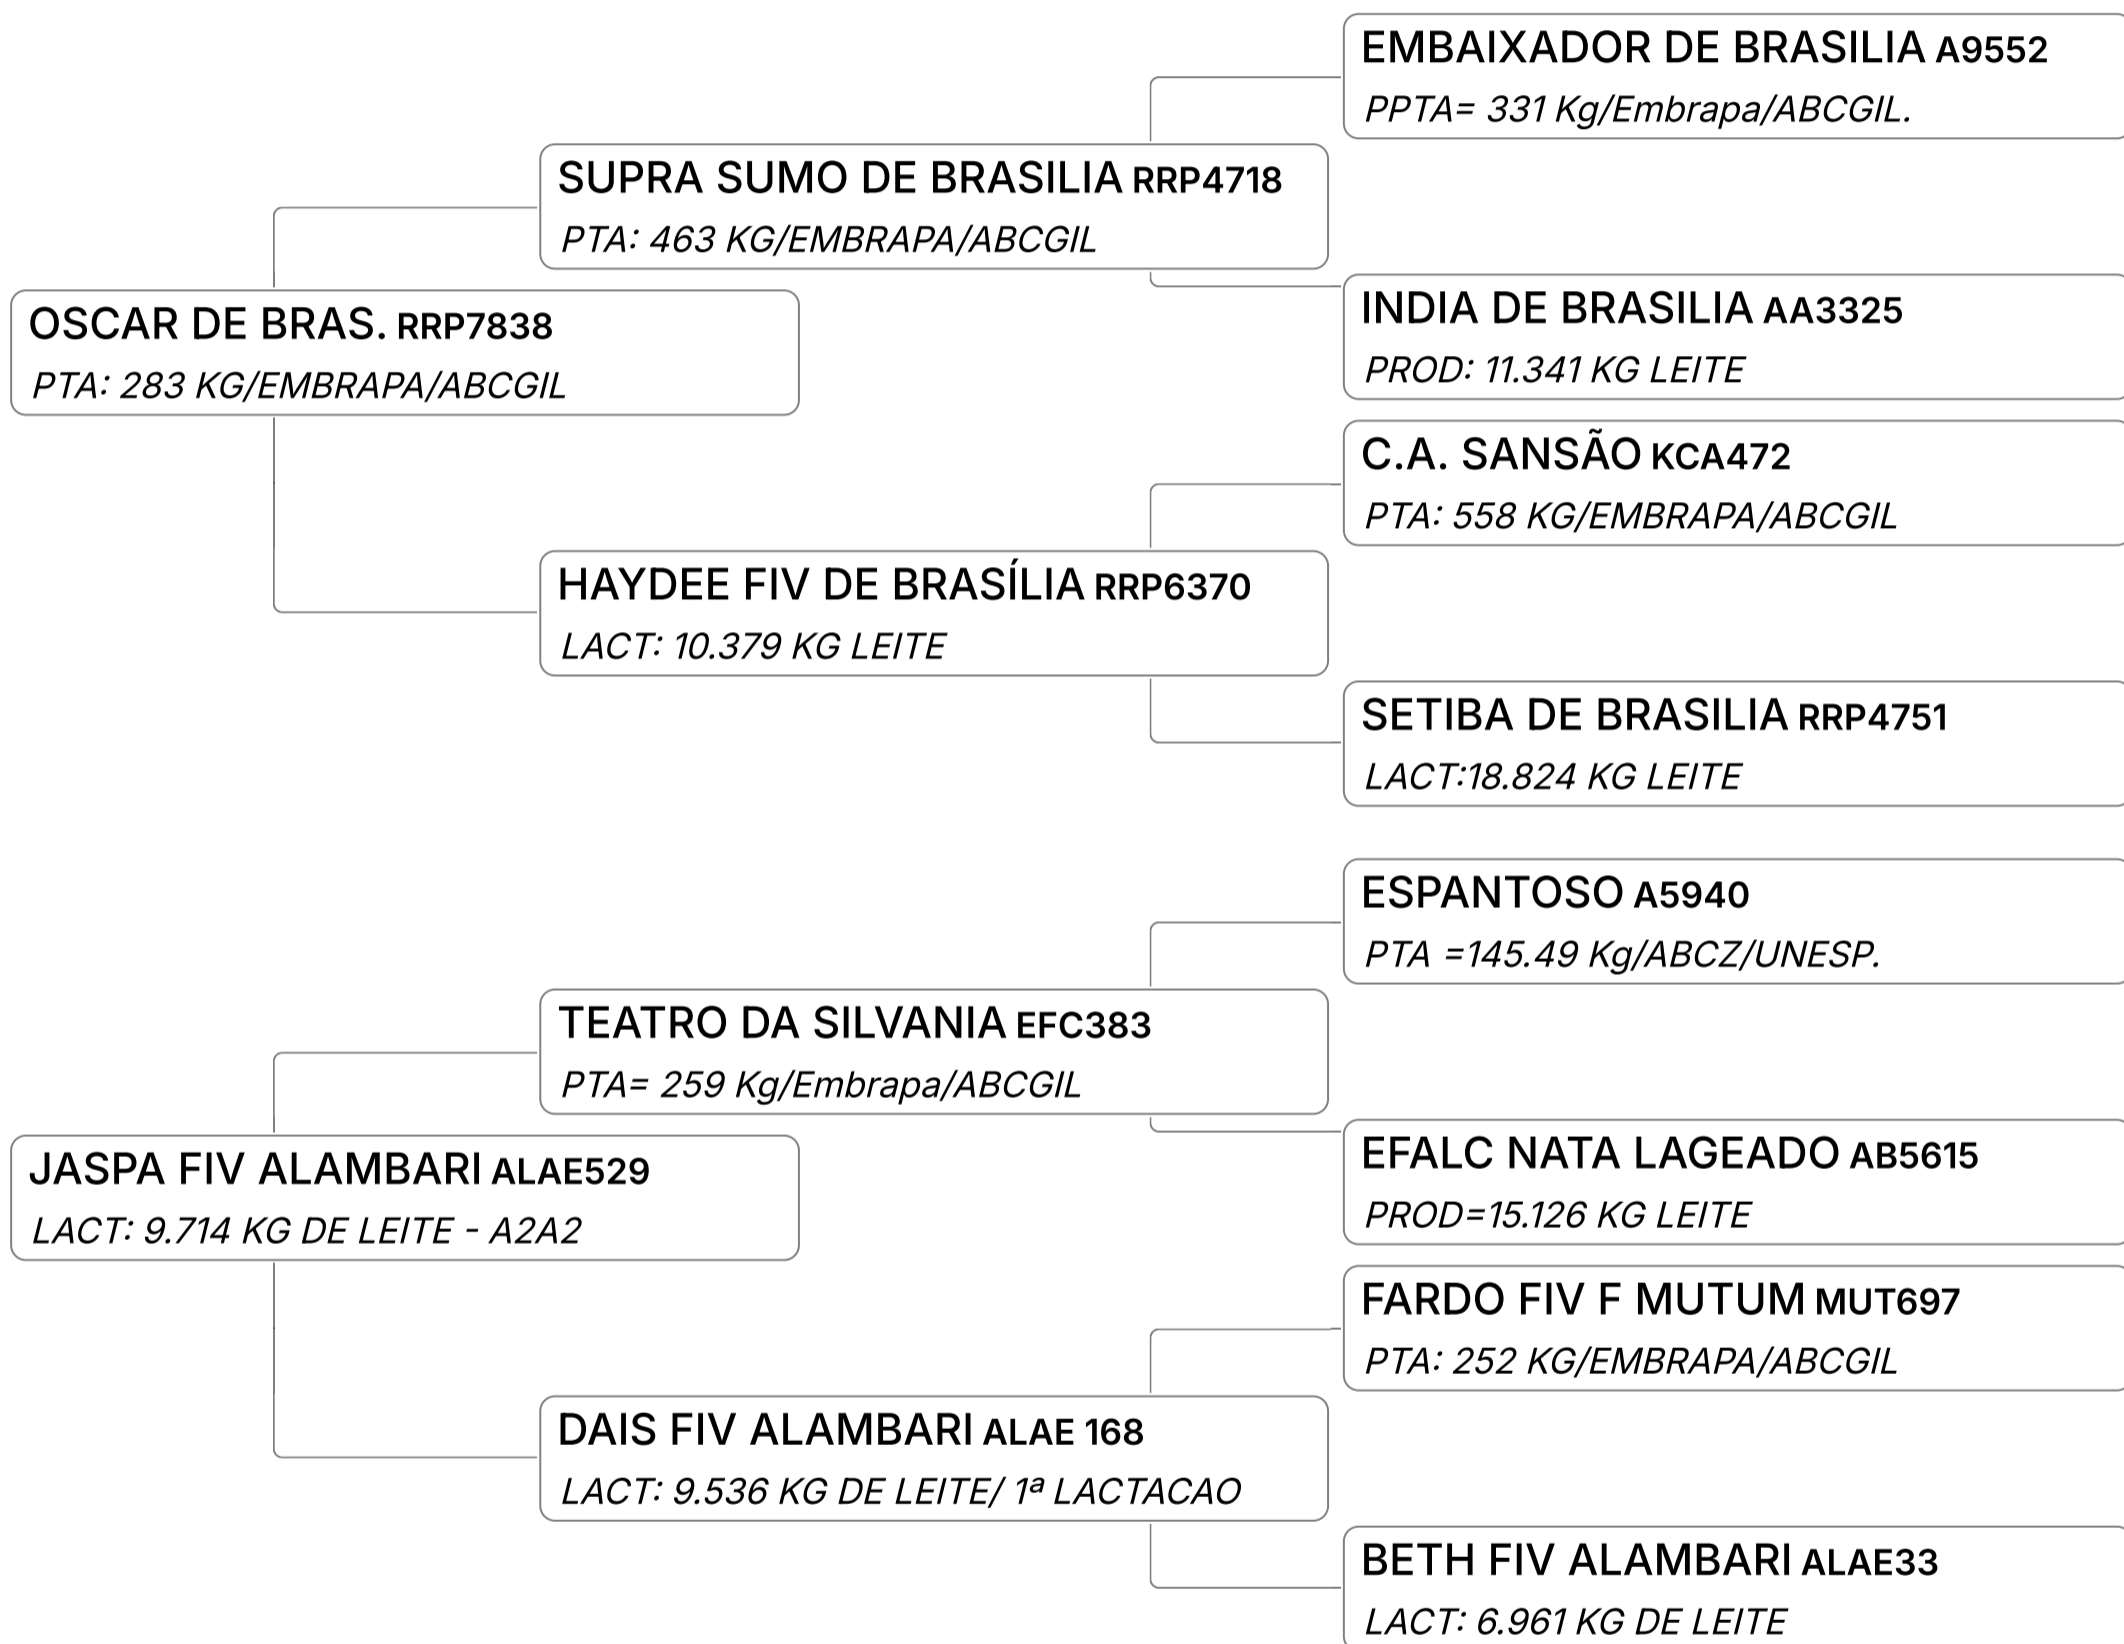 EMBAIXADOR DE BRASILIA A9552
PPTA= 331 Kg/Embrapa/ABCGIL.
SUPRA SUMO DE BRASILIA RRP4718
PTA: 463 KG/EMBRAPA/ABCGIL
INDIA DE BRASILIA AA3325
PROD: 11.341 KG LEITE
OSCAR DE BRAS. RRP7838
PTA: 283 KG/EMBRAPA/ABCGIL
C.A. SANSÃO KCA472
PTA: 558 KG/EMBRAPA/ABCGIL
HAYDEE FIV DE BRASÍLIA RRP6370
LACT: 10.379 KG LEITE
SETIBA DE BRASILIA RRP4751
LACT:18.824 KG LEITE
ESPANTOSO A5940
PTA =145.49 Kg/ABCZ/UNESP.
TEATRO DA SILVANIA EFC383
PTA= 259 Kg/Embrapa/ABCGIL
EFALC NATA LAGEADO AB5615
PROD=15.126 KG LEITE
JASPA FIV ALAMBARI ALAE529
LACT: 9.714 KG DE LEITE - A2A2
FARDO FIV F MUTUM MUT697
PTA: 252 KG/EMBRAPA/ABCGIL
DAIS FIV ALAMBARI ALAE 168
LACT: 9.536 KG DE LEITE/ 1ª LACTACAO
BETH FIV ALAMBARI ALAE33
LACT: 6.961 KG DE LEITE